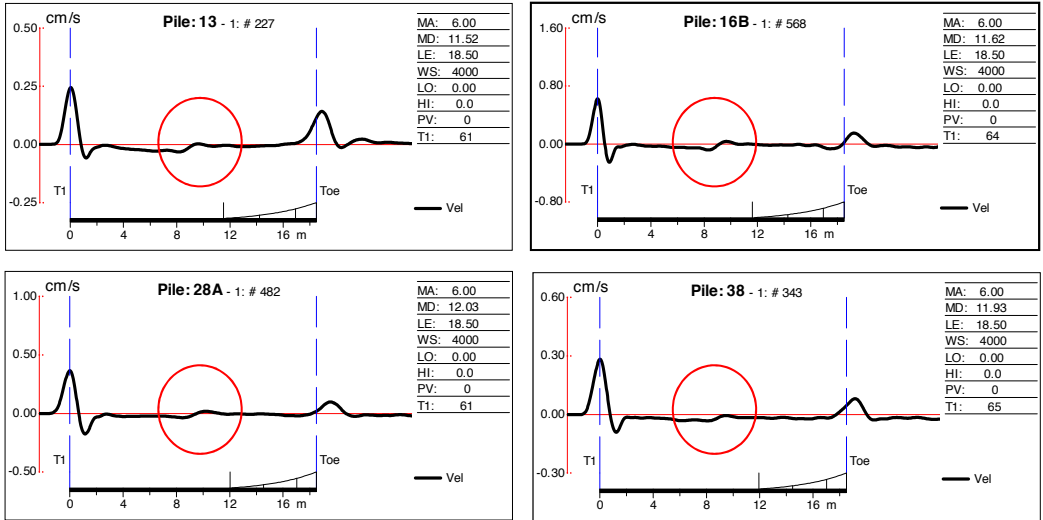 cm/s
Pile: 13 - 1: # 227
0.50
0.25
0.00
-0.25
T1
Toe
Vel
0 4 8 12 16 m
MA: 6.00
MD: 11.52
LE: 18.50
WS: 4000
LO: 0.00
HI: 0.0
PV: 0
T1: 61
cm/s
Pile: 16B - 1: # 568
1.60
0.80
0.00
-0.80
T1
Toe
Vel
0 4 8 12 16 m
MA: 6.00
MD: 11.62
LE: 18.50
WS: 4000
LO: 0.00
HI: 0.0
PV: 0
T1: 64
cm/s
Pile: 28A - 1: # 482
1.00
0.50
0.00
-0.50
T1
Toe
Vel
0 4 8 12 16 m
MA: 6.00
MD: 12.03
LE: 18.50
WS: 4000
LO: 0.00
HI: 0.0
PV: 0
T1: 61
cm/s
Pile: 38 - 1: # 343
0.60
0.30
0.00
-0.30
T1
Toe
Vel
0 4 8 12 16 m
MA: 6.00
MD: 11.93
LE: 18.50
WS: 4000
LO: 0.00
HI: 0.0
PV: 0
T1: 65